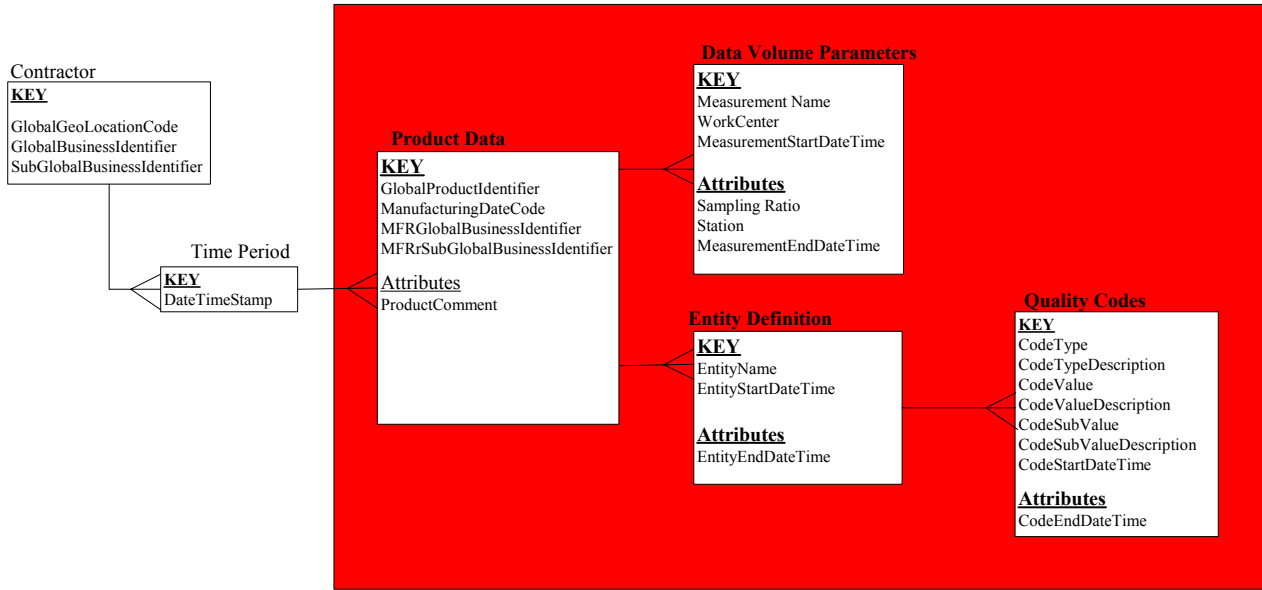 Contractor
KEY
GlobalGeoLocationCode
GlobalBusinessIdentifier
SubGlobalBusinessIdentifier
Time Period
KEY
DateTimeStamp
Product Data
KEY
GlobalProductIdentifier
ManufacturingDateCode
MFRGlobalBusinessIdentifier
MFRrSubGlobalBusinessIdentifier
Attributes
ProductComment
Data Volume Parameters
KEY
Measurement Name
WorkCenter
MeasurementStartDateTime
Attributes
Sampling Ratio
Station
MeasurementEndDateTime
Entity Definition
KEY
EntityName
EntityStartDateTime
Attributes
EntityEndDateTime
Quality Codes
KEY
CodeType
CodeTypeDescription
CodeValue
CodeValueDescription
CodeSubValue
CodeSubValueDescription
CodeStartDateTime
Attributes
CodeEndDateTime